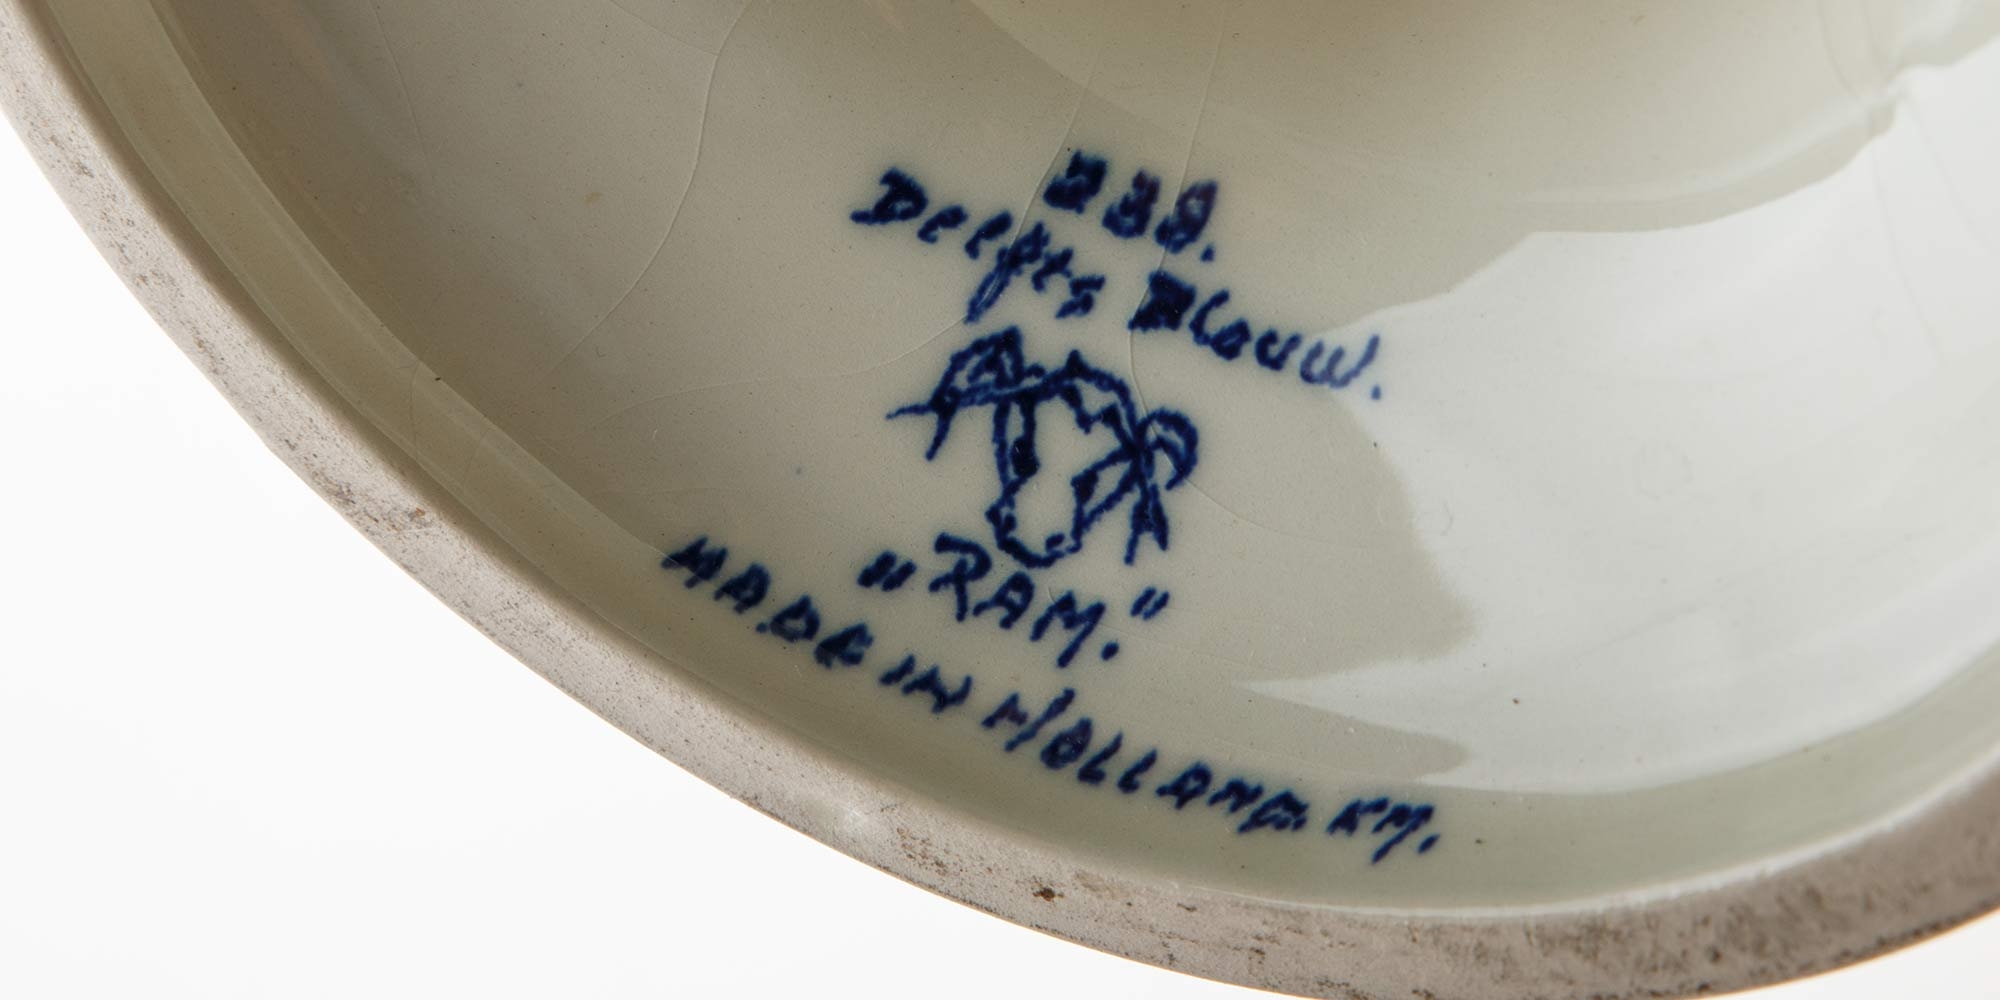 Delfts Blauw.
"RAM."
MADE IN HOLLAND. KM.